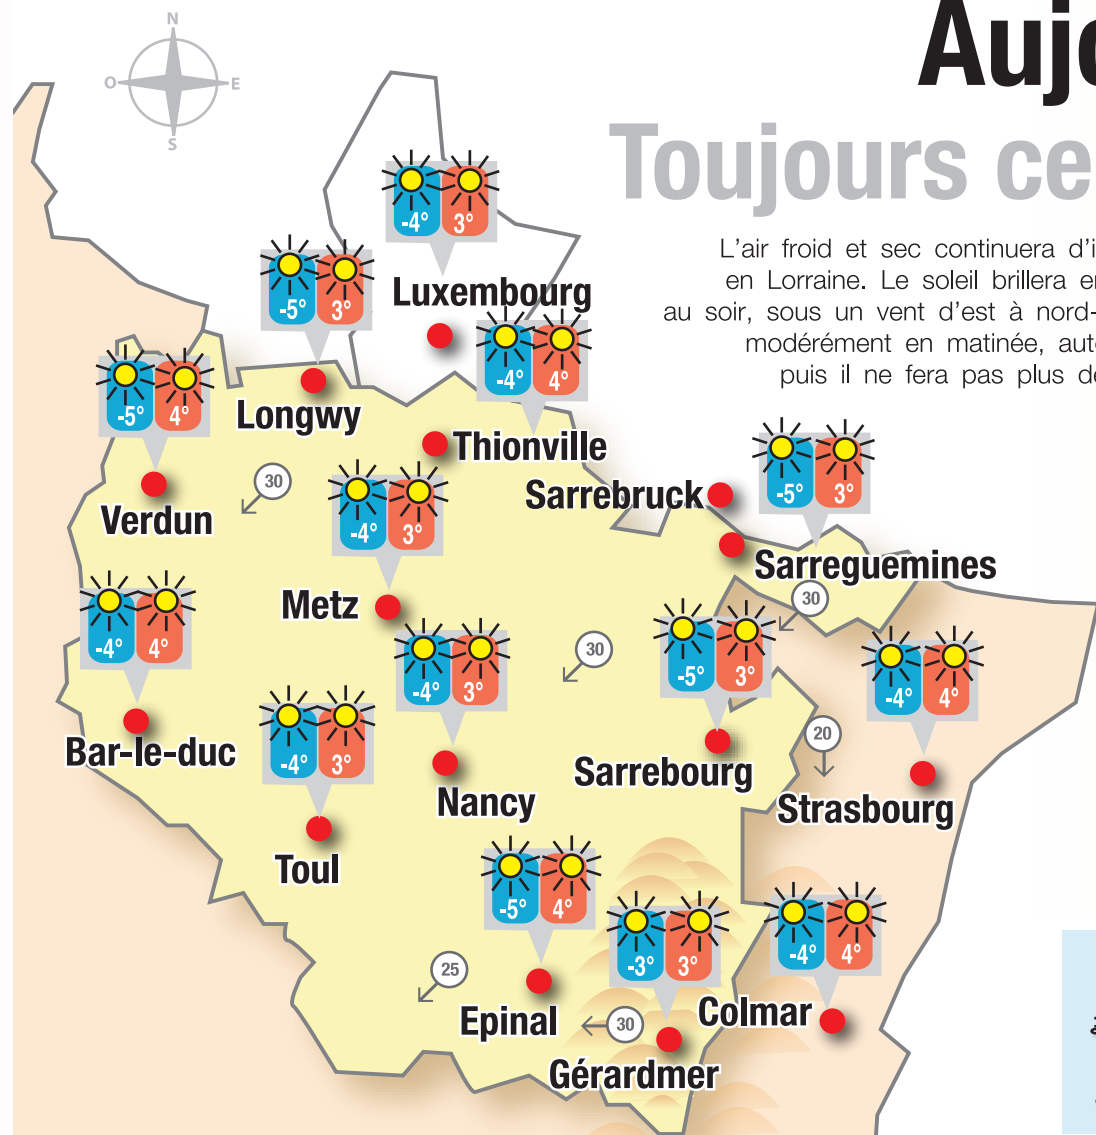 Aujo
Toujours ce
L'air froid et sec continuera d'i
en Lorraine. Le soleil brillera en
au soir, sous un vent d'est à nord-
modérément en matinée, auto
puis il ne fera pas plus de
N
O E
S
-4° 3°
Luxembourg
-5° 3°
Longwy
-4° 4°
Thionville
-5° 4°
Verdun
30
-5° 3°
Sarrebruck
Sarreguemines
-4° 3°
Metz
30
-4° 4°
Bar-le-duc
-4° 3°
Nancy
30
-5° 3°
Sarrebourg
-4° 4°
Strasbourg
20
-4° 3°
Toul
-5° 4°
Epinal
25
-3° 3°
Gérardmer
30
-4° 4°
Colmar